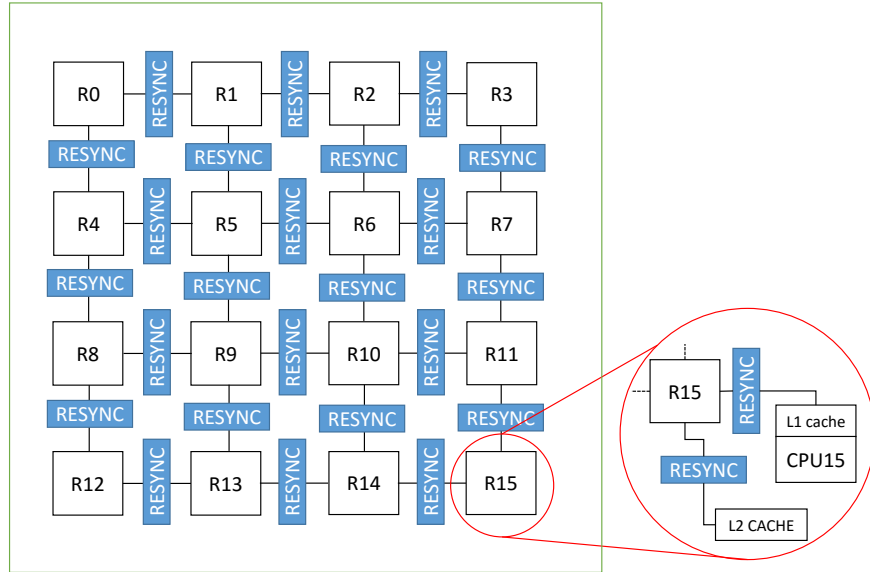 R0
RESYNC
R1
RESYNC
R2
RESYNC
R3
RESYNC
RESYNC
RESYNC
RESYNC
R4
RESYNC
R5
RESYNC
R6
RESYNC
R7
RESYNC
RESYNC
RESYNC
RESYNC
R8
RESYNC
R9
RESYNC
R10
RESYNC
R11
RESYNC
RESYNC
RESYNC
RESYNC
R12
RESYNC
R13
RESYNC
R14
RESYNC
R15
R15
RESYNC
L1 cache
CPU15
RESYNC
L2 CACHE